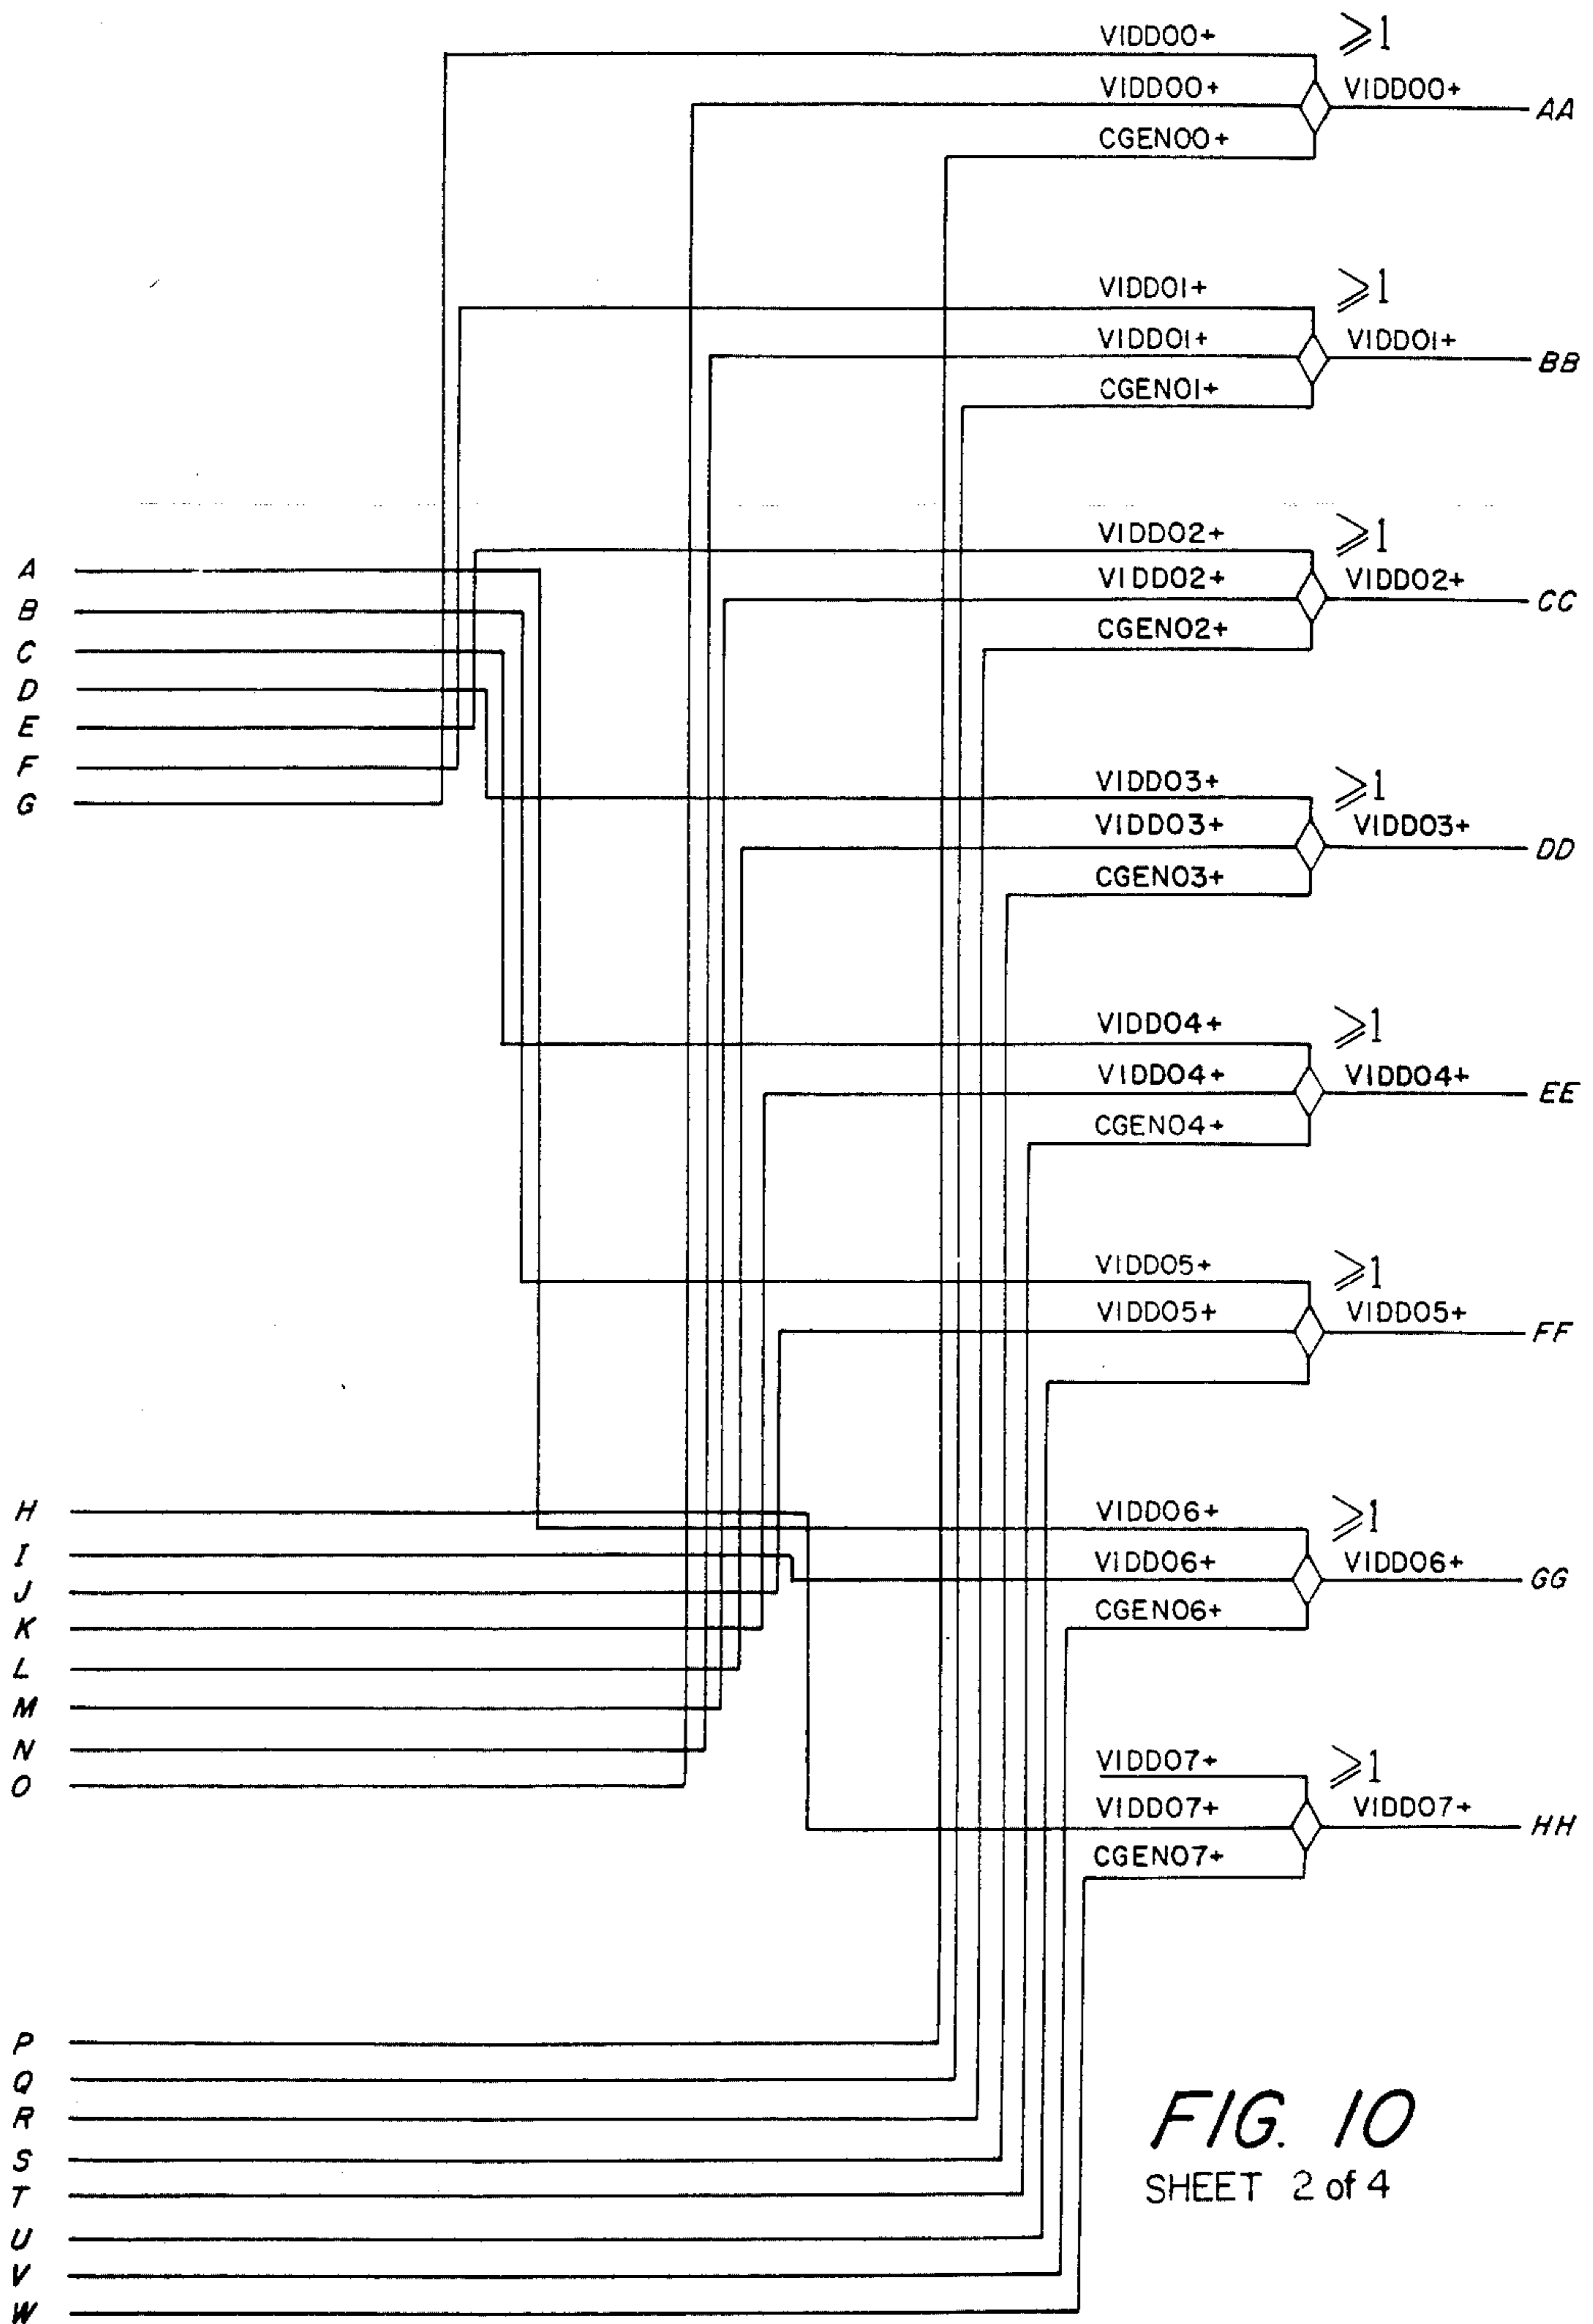 VIDD00+ ≥1
VIDD00+ VIDD00+ AA
CGEN00+
VIDD01+ ≥1
VIDD01+ VIDD01+ BB
CGEN01+
VIDD02+ ≥1
A
VIDD02+ VIDD02+ CC
B
CGEN02+
C
D
E
F
VIDD03+ ≥1
G
VIDD03+ VIDD03+ DD
CGEN03+
VIDD04+ ≥1
VIDD04+ VIDD04+ EE
CGEN04+
VIDD05+ ≥1
VIDD05+ VIDD05+ FF
H
VIDD06+ ≥1
I
VIDD06+ VIDD06+ GG
J
CGEN06+
K
L
M
N
VIDD07+ ≥1
O
VIDD07+ VIDD07+ HH
CGEN07+
P
Q
R
S
T
U
V
W
FIG. 10
SHEET 2 of 4